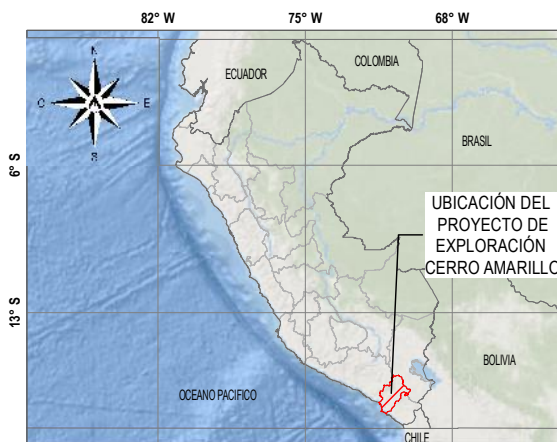 82° W 75° W 68° W
COLOMBIA
ECUADOR
N
O E
S
BRASIL
6° S
UBICACIÓN DEL
PROYECTO DE
EXPLORACIÓN
CERRO AMARILLO
13° S
BOLIVIA
OCEANO PACIFICO
CHILE